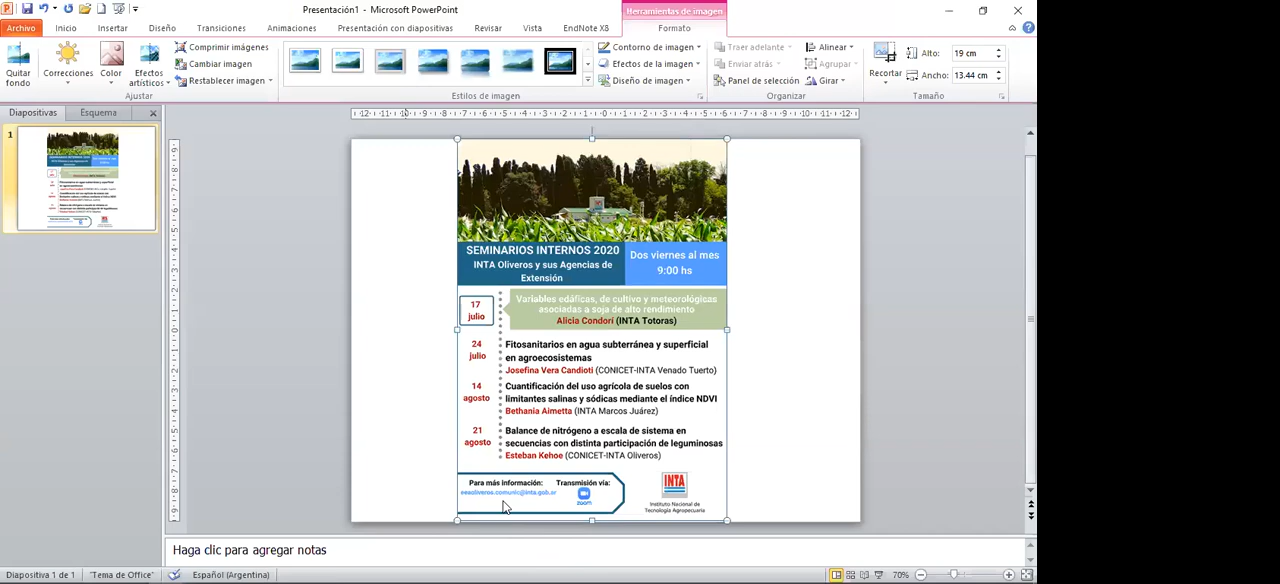 Presentación1 - Microsoft PowerPoint
Herramientas de imagen
Archivo Inicio Insertar Diseño Transiciones Animaciones Presentación con diapositivas Revisar Vista EndNote X8 Formato
Quitar fondo
Correcciones
Color
Efectos artísticos
Comprimir imágenes
Cambiar imagen
Restablecer imagen
Ajustar
Estilos de imagen
Contorno de imagen
Efectos de la imagen
Diseño de imagen
Traer adelante
Enviar atrás
Panel de selección
Alinear
Agrupar
Girar
Organizar
Recortar
Alto: 19 cm
Ancho: 13.44 cm
Tamaño
Diapositivas Esquema
1
SEMINARIOS INTERNOS 2020
INTA Oliveros y sus Agencias de
Extensión
Dos viernes al mes
9:00 hs
17
julio
Variables edáficas, de cultivo y meteorológicas
asociadas a soja de alto rendimiento
Alicia Condorí (INTA Totoras)
24
julio
Fitosanitarios en agua subterránea y superficial
en agroecosistemas
Josefina Vera Candioti (CONICET-INTA Venado Tuerto)
14
agosto
Cuantificación del uso agrícola de suelos con
limitantes salinas y sódicas mediante el índice NDVI
Bethania Aimetta (INTA Marcos Juárez)
21
agosto
Balance de nitrógeno a escala de sistema en
secuencias con distinta participación de leguminosas
Esteban Kehoe (CONICET-INTA Oliveros)
Para más información:
eeaoliveros.comunic@inta.gob.ar
Transmisión vía:
zoom
INTA
Instituto Nacional de
Tecnología Agropecuaria
Haga clic para agregar notas
Diapositiva 1 de 1 "Tema de Office" Español (Argentina) 70%